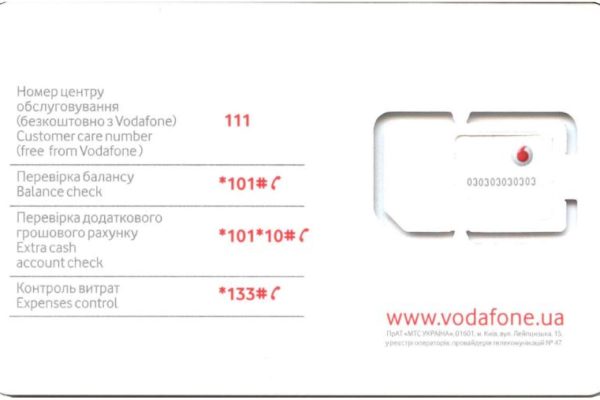 Номер центру
обслуговування
(безкоштовно з Vodafone)
Customer care number
(free from Vodafone)
111
Перевірка балансу
Balance check
*101#
Перевірка додаткового
грошового рахунку
Extra cash
account check
*101*10#
Контроль витрат
Expenses control
*133#
030303030303
www.vodafone.ua
ПрАТ «МТС УКРАЇНА», 01601, м. Київ, вул. Лейпцизька, 15,
у реєстрі операторів, провайдерів телекомунікацій № 47